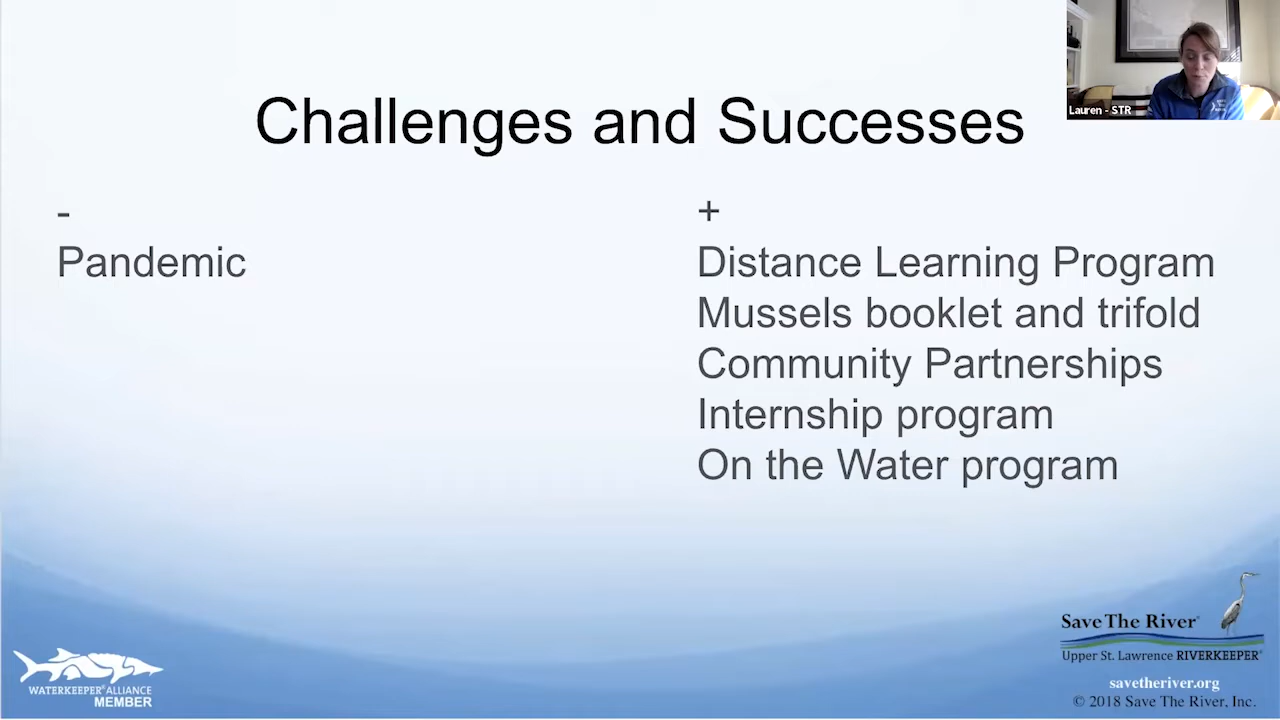 Lauren - STR
Challenges and Successes
-
Pandemic
+
Distance Learning Program
Mussels booklet and trifold
Community Partnerships
Internship program
On the Water program
WATERKEEPER® ALLIANCE
MEMBER
Save The River®
Upper St. Lawrence RIVERKEEPER®
savetheriver.org
© 2018 Save The River, Inc.